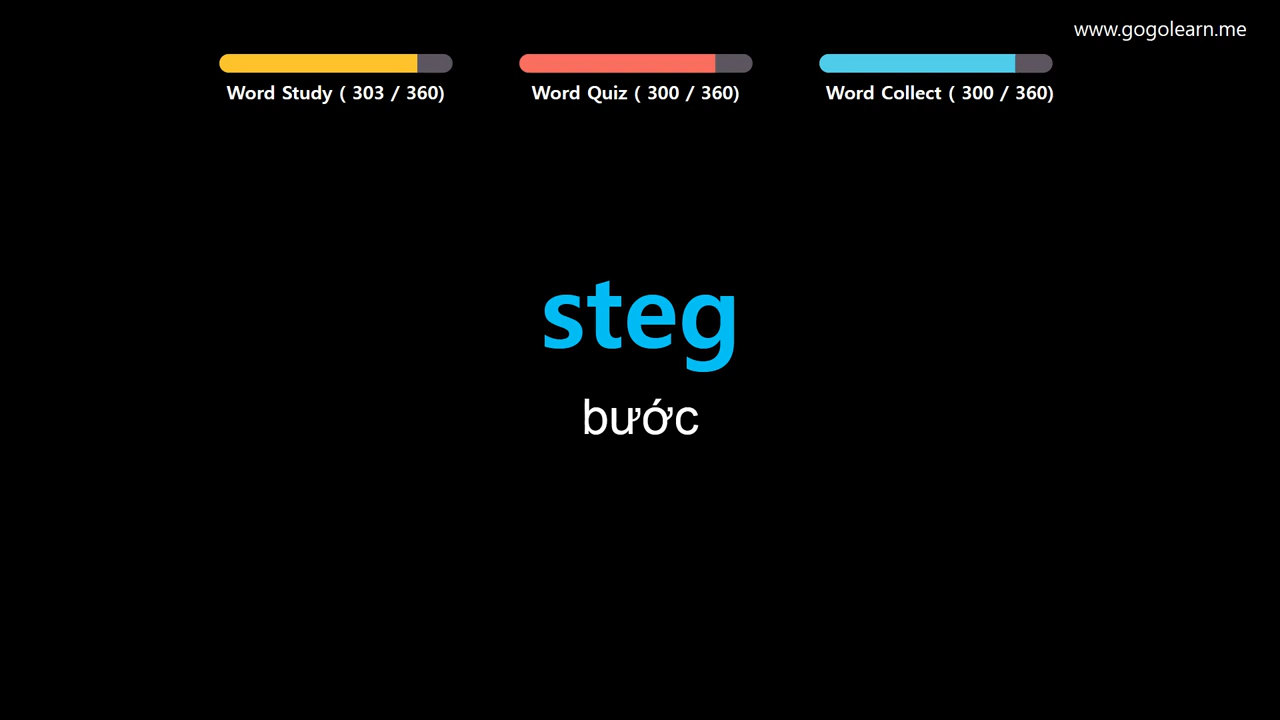 www.gogolearn.me
Word Study ( 303 / 360)
Word Quiz ( 300 / 360)
Word Collect ( 300 / 360)
steg
bước